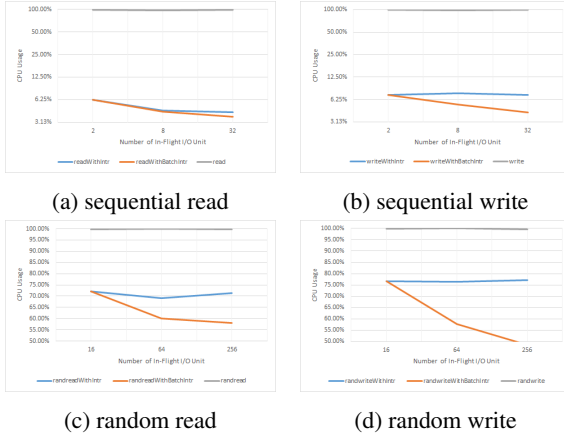 100.00%
50.00%
25.00%
12.50%
6.25%
3.13%
CPU Usage
2 8 32
Number of In-Flight I/O Unit
readWithIntr readWithBatchIntr read
(a) sequential read
100.00%
50.00%
25.00%
12.50%
6.25%
3.13%
CPU Usage
2 8 32
Number of In-Flight I/O Unit
writeWithIntr writeWithBatchIntr write
(b) sequential write
100.00%
95.00%
90.00%
85.00%
80.00%
75.00%
70.00%
65.00%
60.00%
55.00%
50.00%
CPU Usage
16 64 256
Number of In-Flight I/O Unit
randreadWithIntr randreadWithBatchIntr randread
(c) random read
100.00%
95.00%
90.00%
85.00%
80.00%
75.00%
70.00%
65.00%
60.00%
55.00%
50.00%
CPU Usage
16 64 256
Number of In-Flight I/O Unit
randwriteWithIntr randwriteWithBatchIntr randwrite
(d) random write